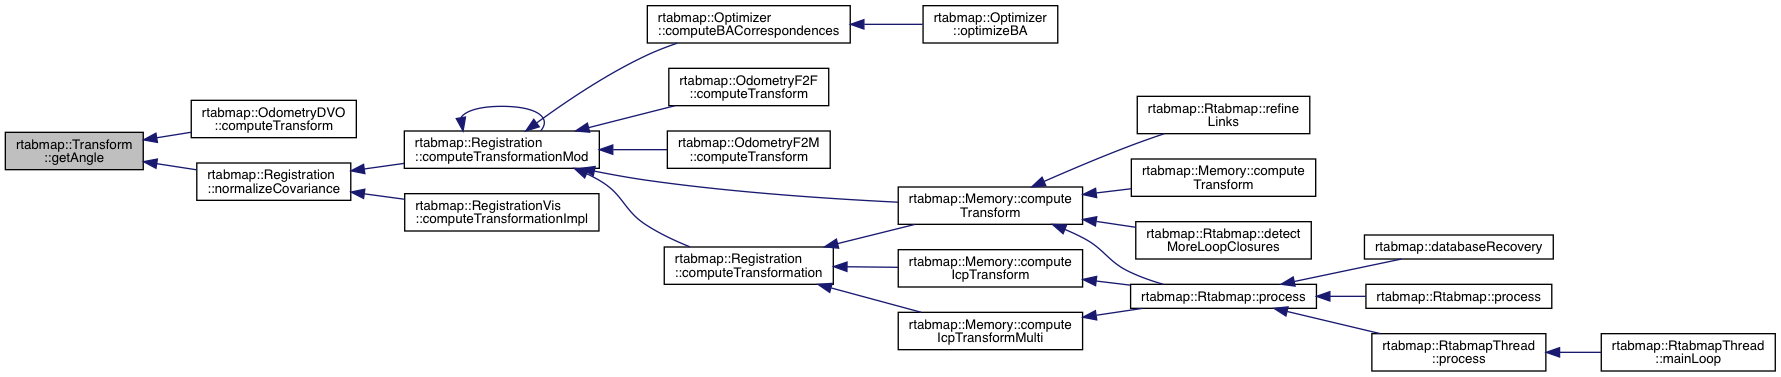 rtabmap::Transform
::getAngle
rtabmap::OdometryDVO
::computeTransform
rtabmap::Registration
::normalizeCovariance
rtabmap::Registration
::computeTransformationMod
rtabmap::RegistrationVis
::computeTransformationImpl
rtabmap::Optimizer
::computeBACorrespondences
rtabmap::Optimizer
::optimizeBA
rtabmap::OdometryF2F
::computeTransform
rtabmap::OdometryF2M
::computeTransform
rtabmap::Registration
::computeTransformation
rtabmap::Memory::compute
Transform
rtabmap::Memory::compute
IcpTransform
rtabmap::Memory::compute
IcpTransformMulti
rtabmap::Rtabmap::refine
Links
rtabmap::Memory::compute
Transform
rtabmap::Rtabmap::detect
MoreLoopClosures
rtabmap::Rtabmap::process
rtabmap::databaseRecovery
rtabmap::Rtabmap::process
rtabmap::RtabmapThread
::process
rtabmap::RtabmapThread
::mainLoop